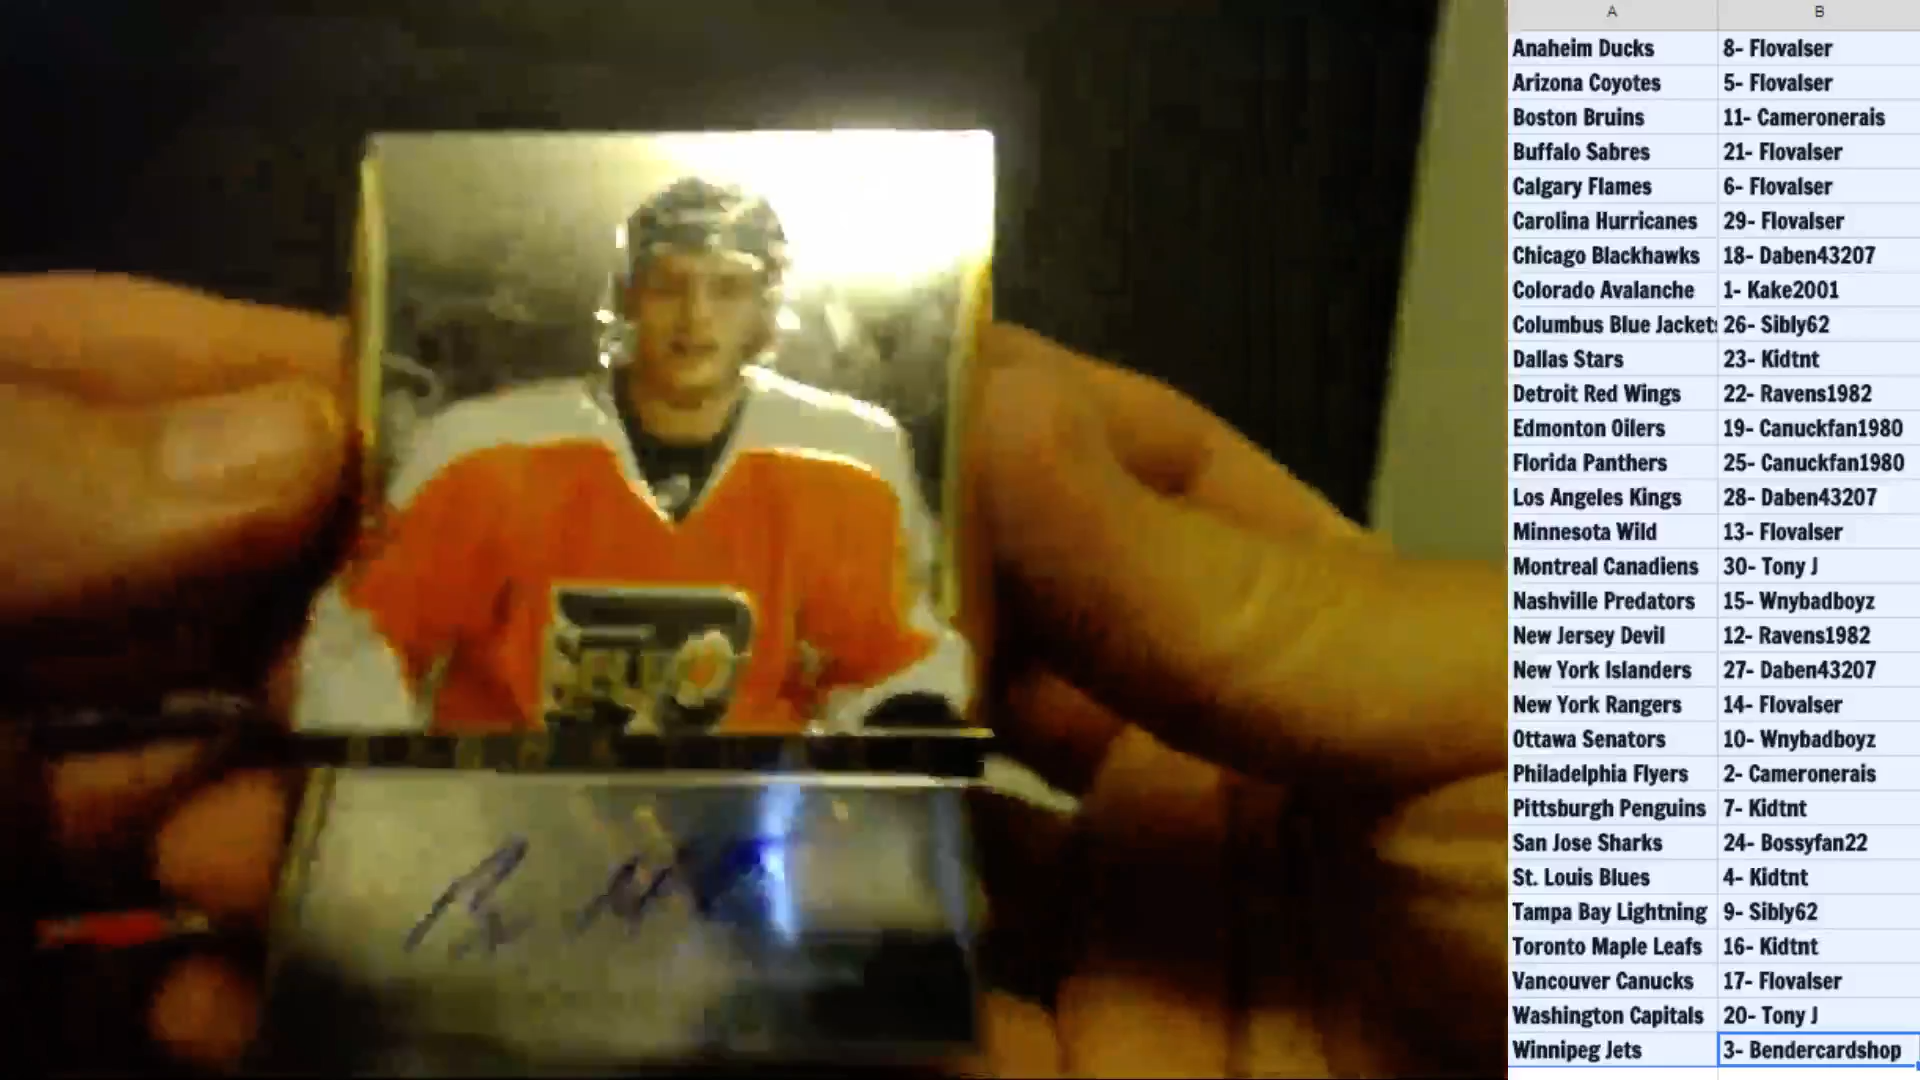 A B
Anaheim Ducks 8- Flovalser
Arizona Coyotes 5- Flovalser
Boston Bruins 11- Cameronerais
Buffalo Sabres 21- Flovalser
Calgary Flames 6- Flovalser
Carolina Hurricanes 29- Flovalser
Chicago Blackhawks 18- Daben43207
Colorado Avalanche 1- Kake2001
Columbus Blue Jackets 26- Sibly62
Dallas Stars 23- Kidtnt
Detroit Red Wings 22- Ravens1982
Edmonton Oilers 19- Canuckfan1980
Florida Panthers 25- Canuckfan1980
Los Angeles Kings 28- Daben43207
Minnesota Wild 13- Flovalser
Montreal Canadiens 30- Tony J
Nashville Predators 15- Wnybadboyz
New Jersey Devil 12- Ravens1982
New York Islanders 27- Daben43207
New York Rangers 14- Flovalser
Ottawa Senators 10- Wnybadboyz
Philadelphia Flyers 2- Cameronerais
Pittsburgh Penguins 7- Kidtnt
San Jose Sharks 24- Bossyfan22
St. Louis Blues 4- Kidtnt
Tampa Bay Lightning 9- Sibly62
Toronto Maple Leafs 16- Kidtnt
Vancouver Canucks 17- Flovalser
Washington Capitals 20- Tony J
Winnipeg Jets 3- Bendercardshop